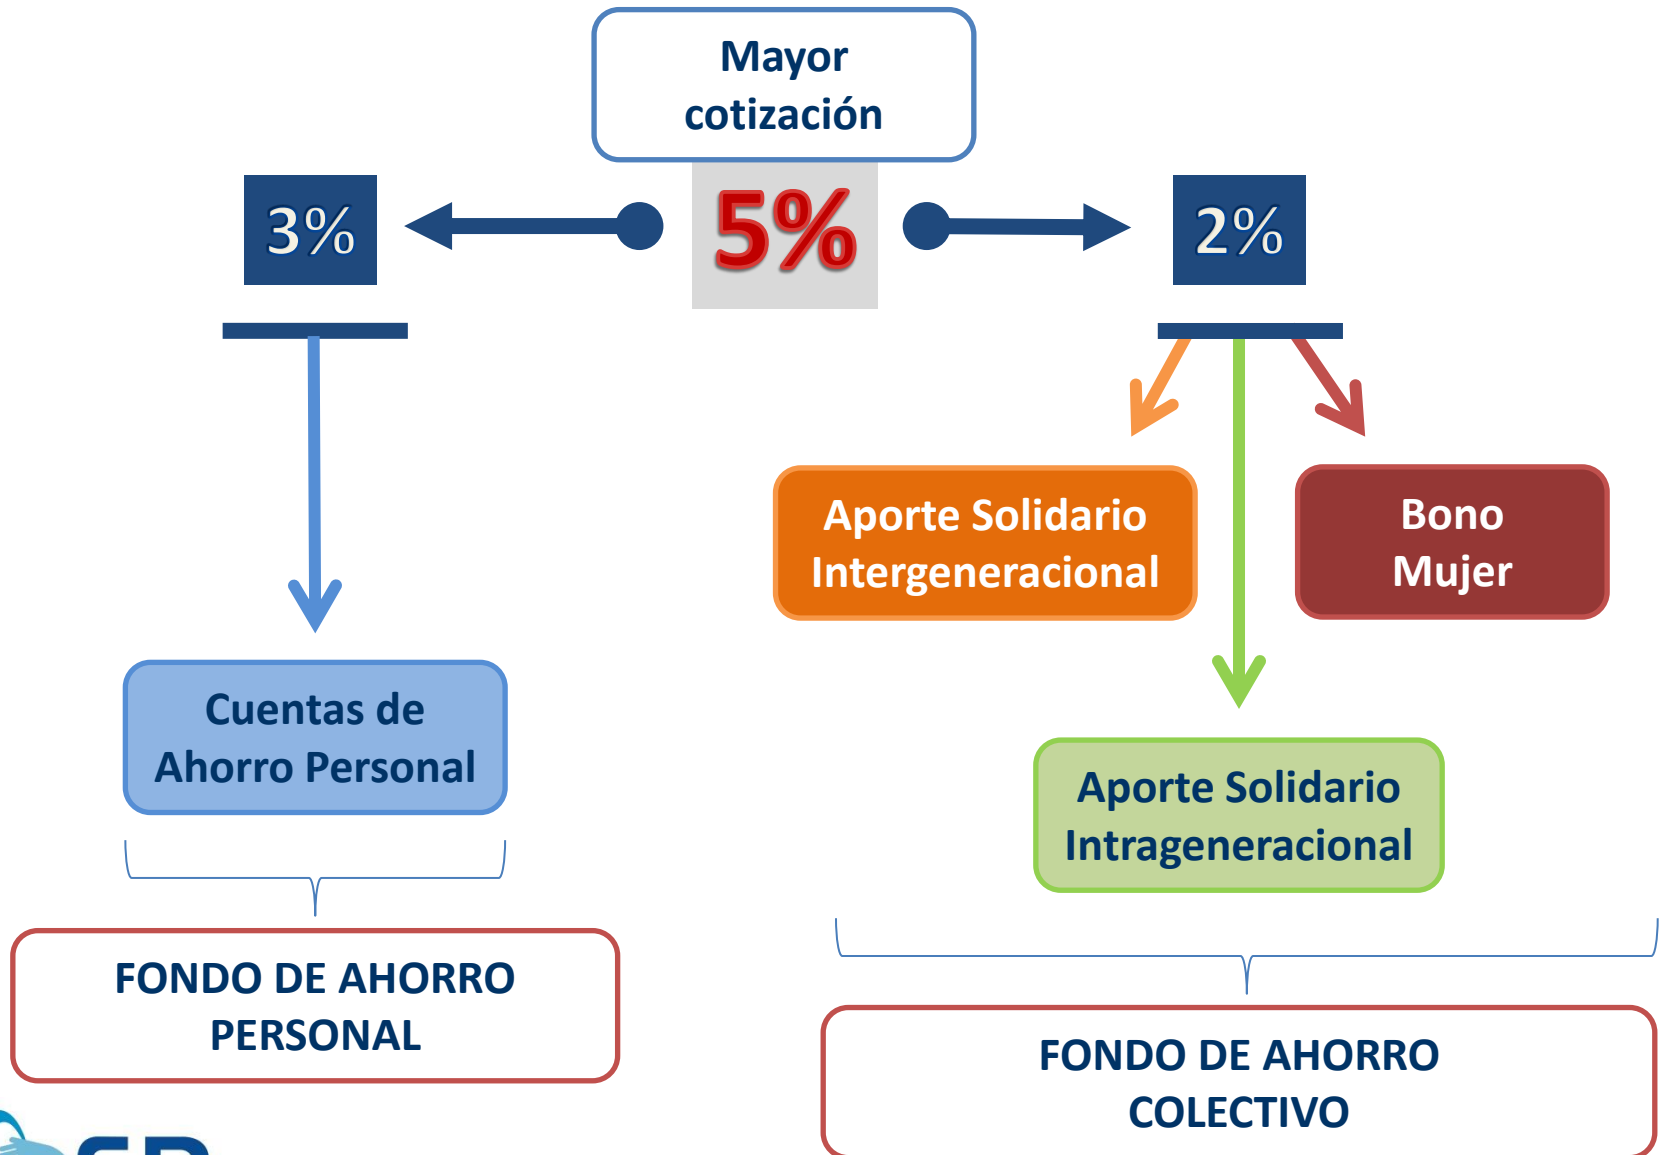 Mayor
cotización
3%
5%
2%
Aporte Solidario
Intergeneracional
Bono
Mujer
Cuentas de
Ahorro Personal
Aporte Solidario
Intrageneracional
FONDO DE AHORRO
PERSONAL
FONDO DE AHORRO
COLECTIVO